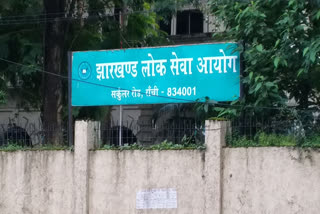 झारखण्ड लोक सेवा आयोग
सर्कुलर रोड, राँची - 834001